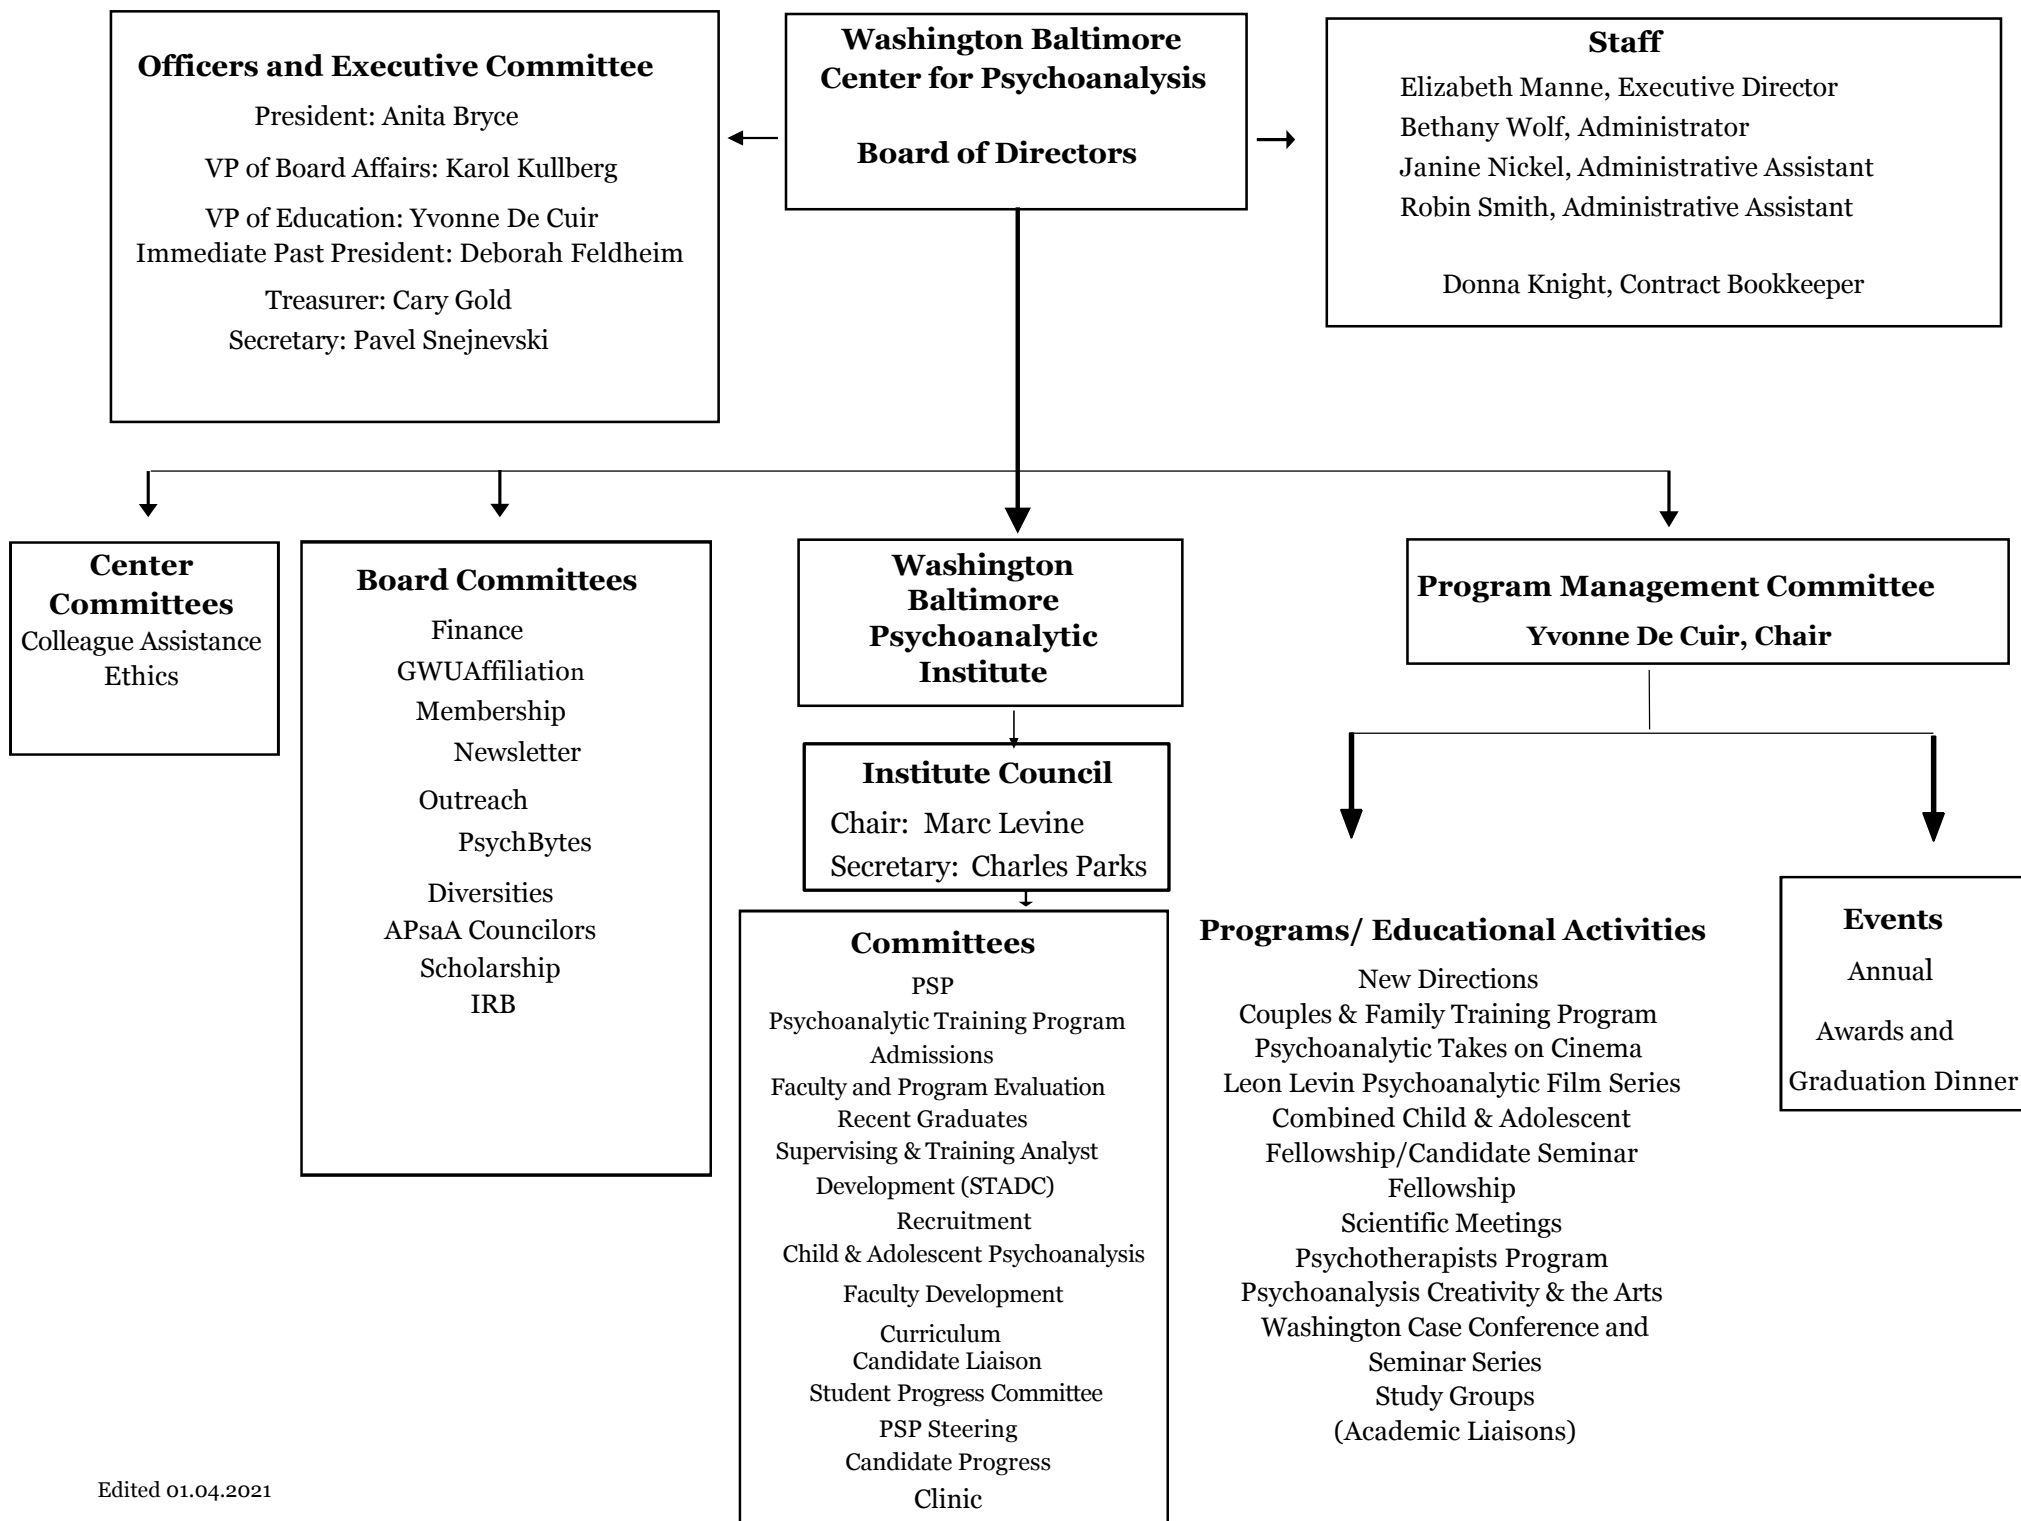 Officers and Executive Committee
President: Anita Bryce
VP of Board Affairs: Karol Kullberg
VP of Education: Yvonne De Cuir
Immediate Past President: Deborah Feldheim
Treasurer: Cary Gold
Secretary: Pavel Snejnevski
Washington Baltimore
Center for Psychoanalysis
Board of Directors
Staff
Elizabeth Manne, Executive Director
Bethany Wolf, Administrator
Janine Nickel, Administrative Assistant
Robin Smith, Administrative Assistant
Donna Knight, Contract Bookkeeper
Center
Committees
Colleague Assistance
Ethics
Board Committees
Finance
GWUAffiliation
Membership
Newsletter
Outreach
PsychBytes
Diversities
APsaA Councilors
Scholarship
IRB
Washington
Baltimore
Psychoanalytic
Institute
Institute Council
Chair: Marc Levine
Secretary: Charles Parks
Committees
PSP
Psychoanalytic Training Program
Admissions
Faculty and Program Evaluation
Recent Graduates
Supervising & Training Analyst
Development (STADC)
Recruitment
Child & Adolescent Psychoanalysis
Faculty Development
Curriculum
Candidate Liaison
Student Progress Committee
PSP Steering
Candidate Progress
Clinic
Program Management Committee
Yvonne De Cuir, Chair
Programs/ Educational Activities
New Directions
Couples & Family Training Program
Psychoanalytic Takes on Cinema
Leon Levin Psychoanalytic Film Series
Combined Child & Adolescent
Fellowship/Candidate Seminar
Fellowship
Scientific Meetings
Psychotherapists Program
Psychoanalysis Creativity & the Arts
Washington Case Conference and
Seminar Series
Study Groups
(Academic Liaisons)
Events
Annual
Awards and
Graduation Dinner
Edited 01.04.2021